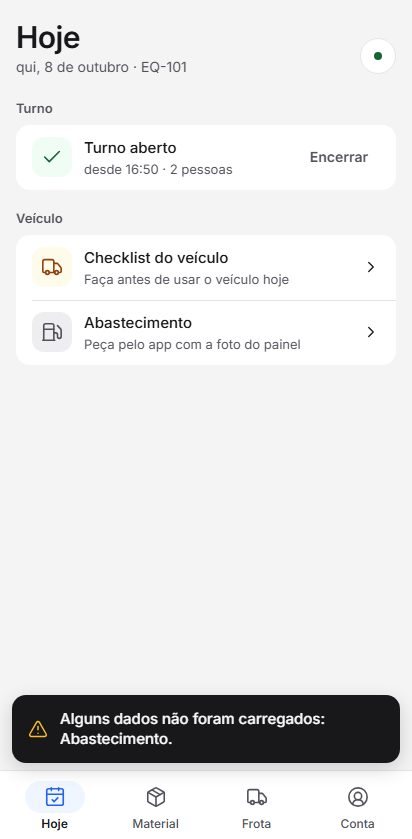 Hoje
qui, 8 de outubro · EQ-101
Turno
Turno aberto
desde 16:50 · 2 pessoas
Encerrar
Veículo
Checklist do veículo
Faça antes de usar o veículo hoje
Abastecimento
Peça pelo app com a foto do painel
Alguns dados não foram carregados:
Abastecimento.
Hoje
Material
Frota
Conta